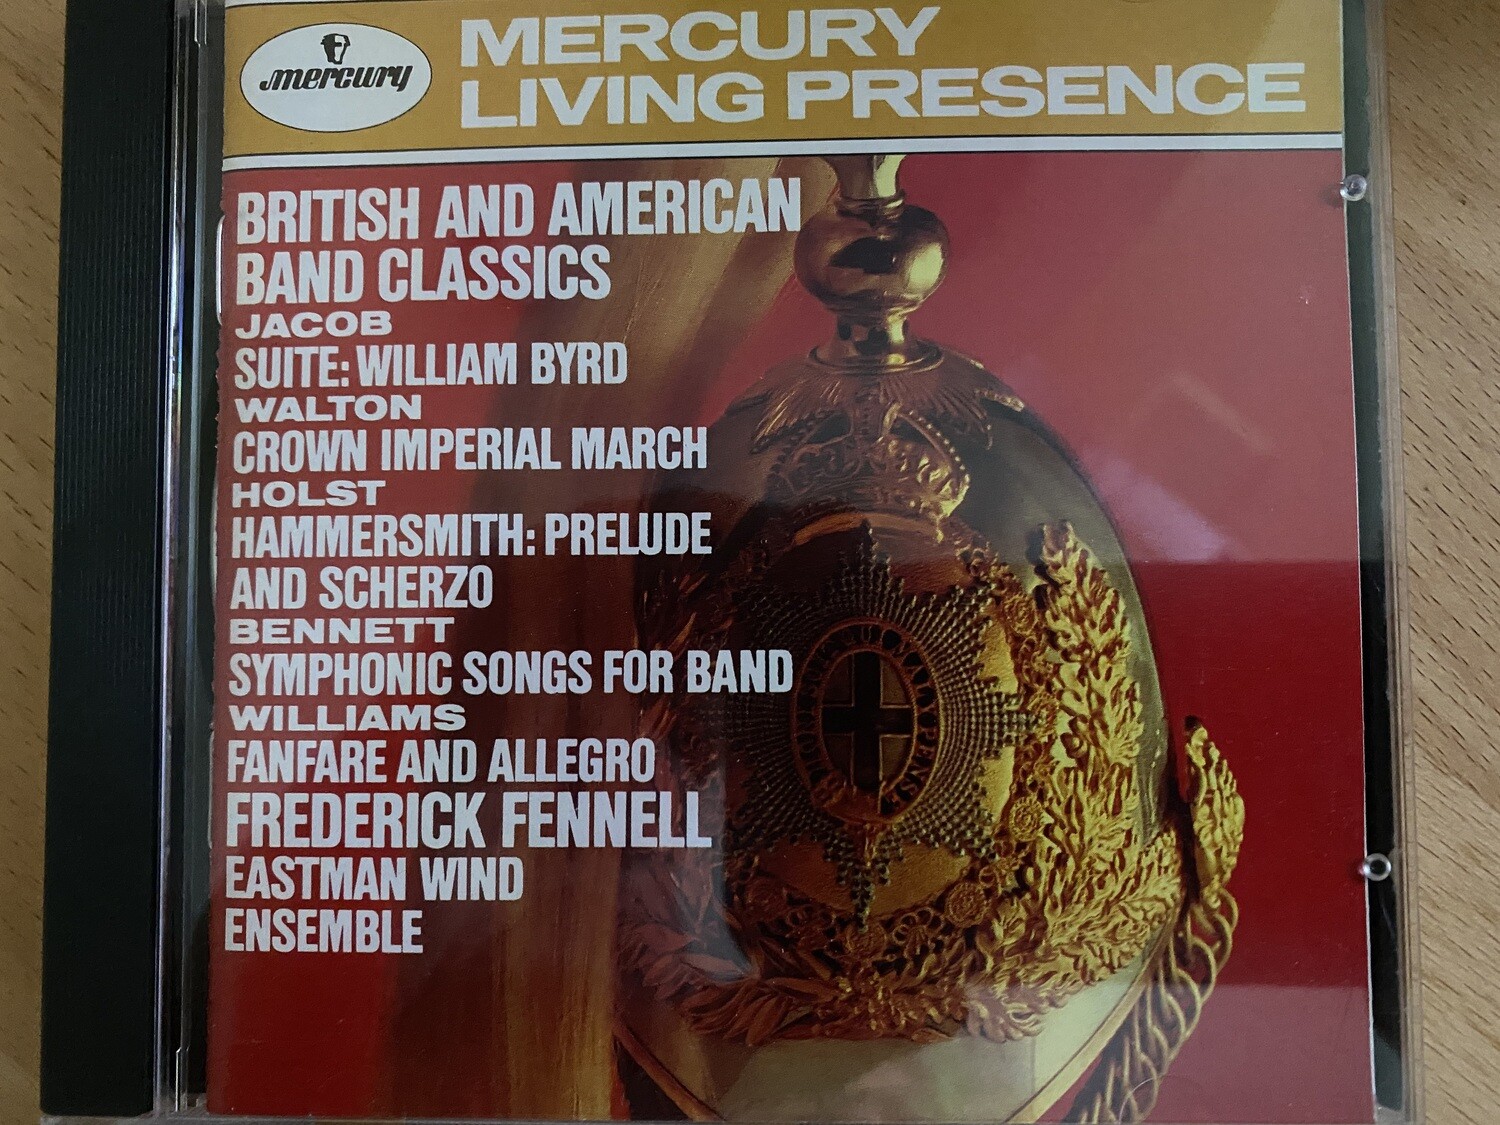 mercury
MERCURY
LIVING PRESENCE
BRITISH AND AMERICAN
BAND CLASSICS
JACOB
SUITE: WILLIAM BYRD
WALTON
CROWN IMPERIAL MARCH
HOLST
HAMMERSMITH: PRELUDE
AND SCHERZO
BENNETT
SYMPHONIC SONGS FOR BAND
WILLIAMS
FANFARE AND ALLEGRO
FREDERICK FENNELL
EASTMAN WIND
ENSEMBLE